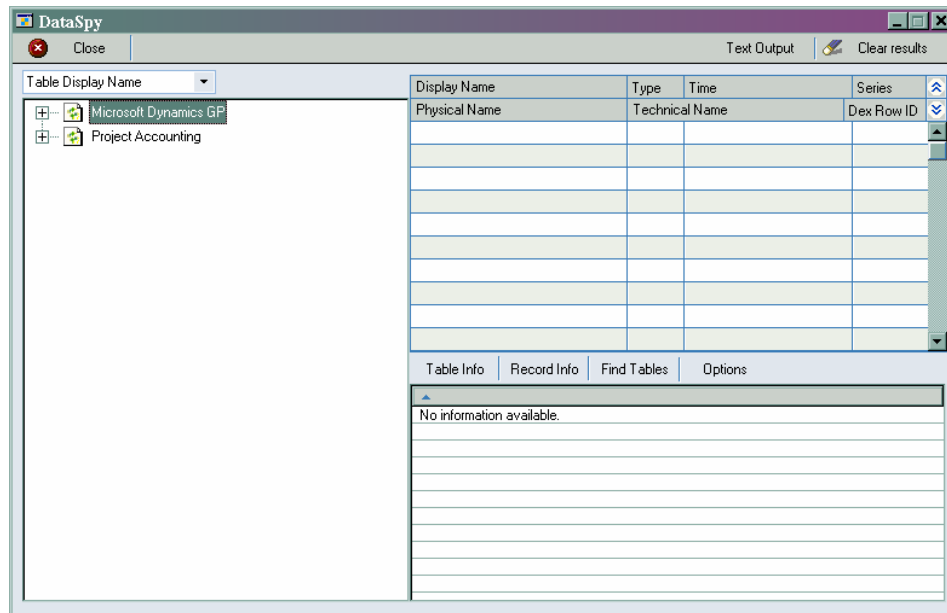 DataSpy
Close Text Output Clear results
Table Display Name
Microsoft Dynamics GP
Project Accounting
Display Name Type Time Series
Physical Name Technical Name Dex Row ID
Table Info Record Info Find Tables Options
No information available.